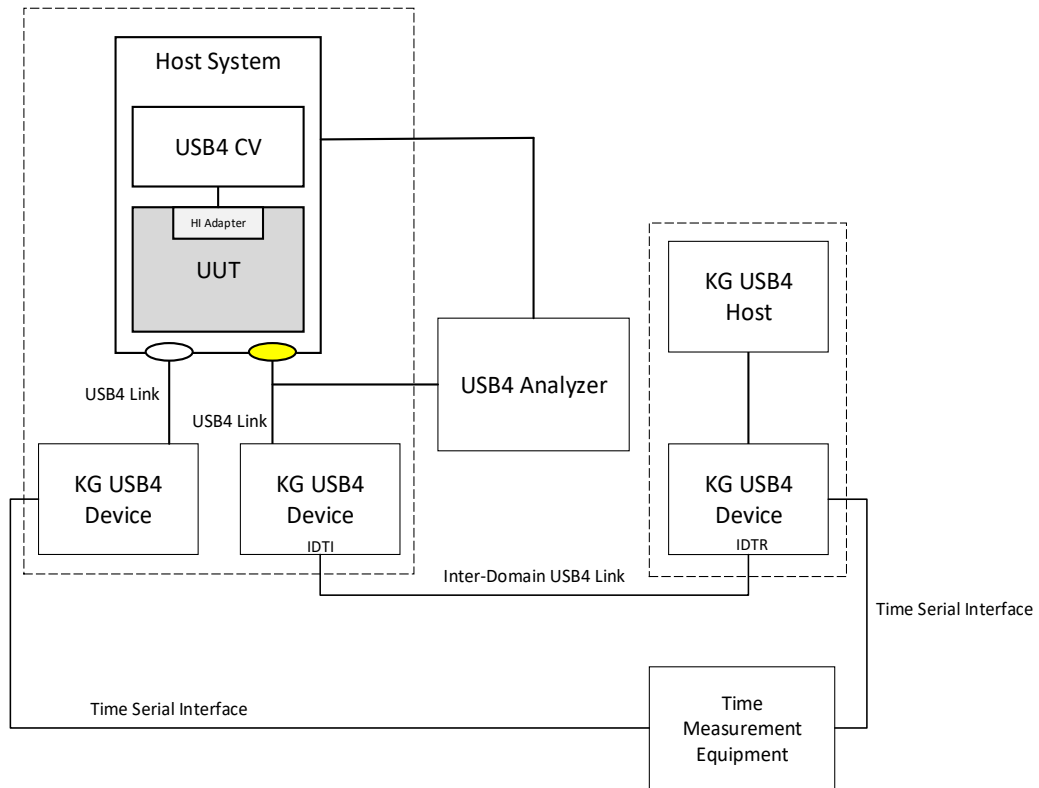 Host System
USB4 CV
HI Adapter
UUT
KG USB4
Host
USB4 Analyzer
USB4 Link
USB4 Link
KG USB4
Device
KG USB4
Device
IDTI
KG USB4
Device
IDTR
Inter-Domain USB4 Link
Time Serial Interface
Time Serial Interface
Time
Measurement
Equipment